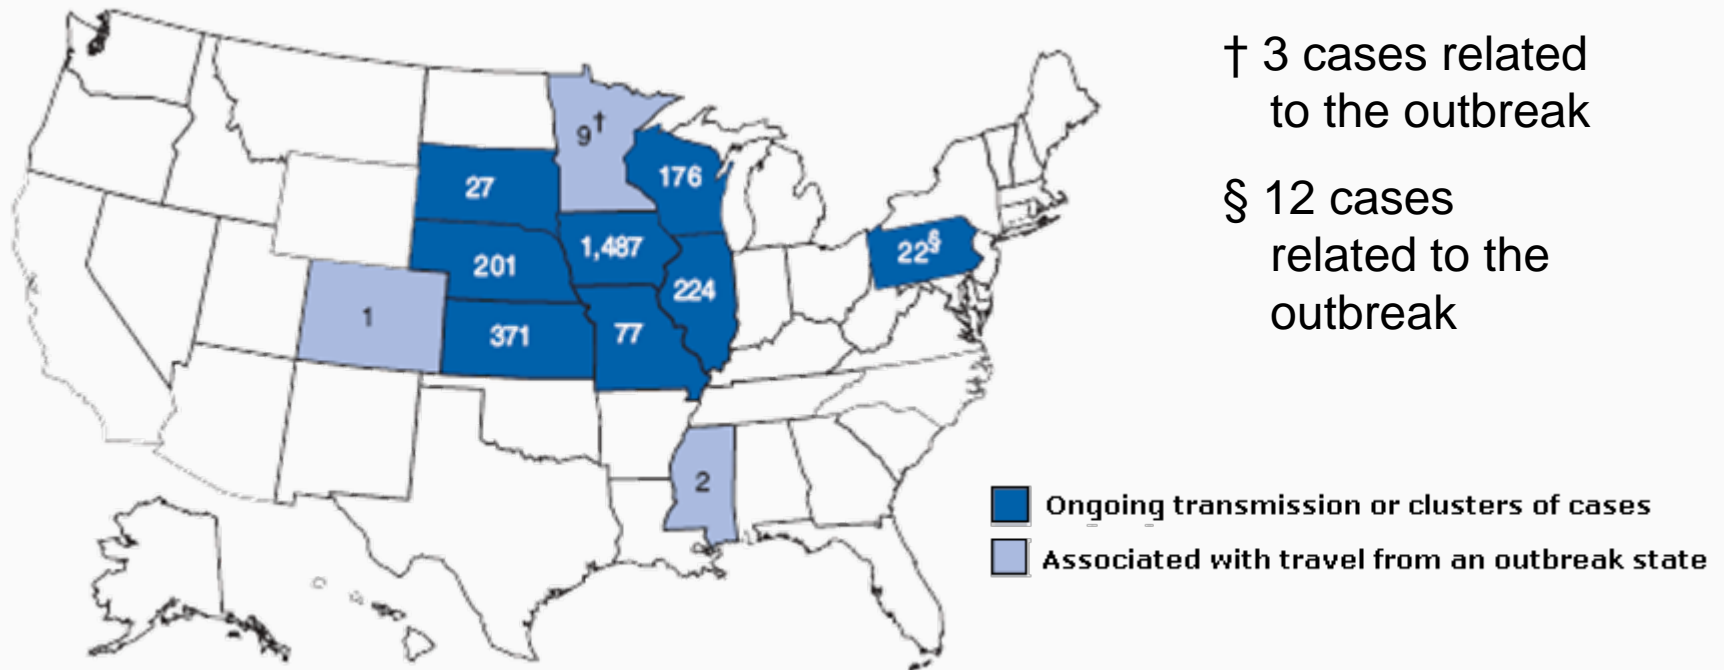 † 3 cases related
to the outbreak
§ 12 cases
related to the
outbreak
9†
176
27
1,487
22§
201
224
1
371
77
2
Ongoing transmission or clusters of cases
Associated with travel from an outbreak state